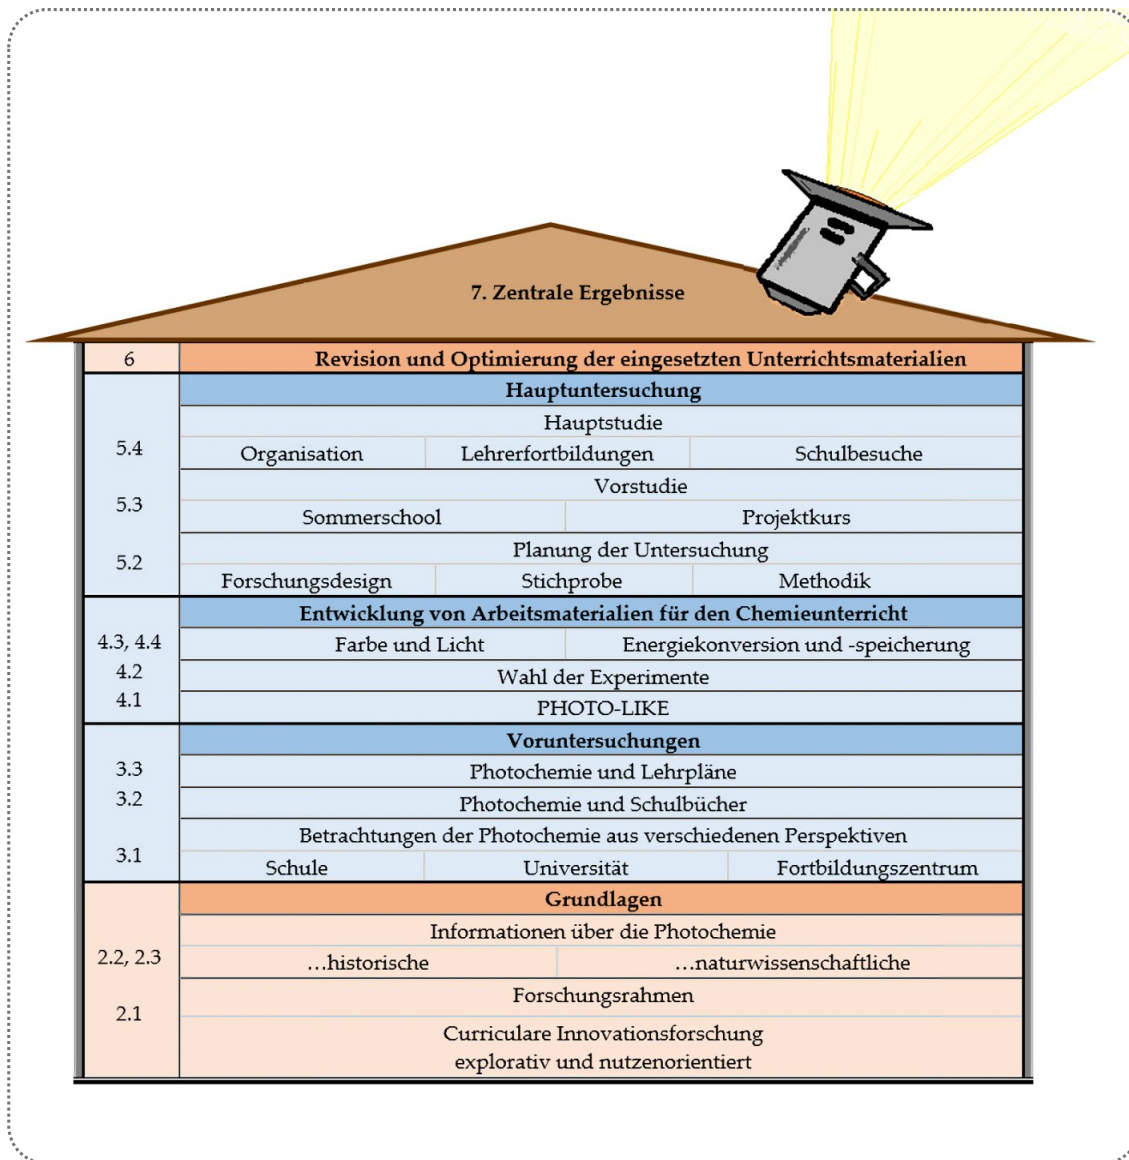 7. Zentrale Ergebnisse
6 Revision und Optimierung der eingesetzten Unterrichtsmaterialien
Hauptuntersuchung
Hauptstudie
5.4
Organisation Lehrerfortbildungen Schulbesuche
Vorstudie
5.3
Sommerschool Projektkurs
Planung der Untersuchung
5.2
Forschungsdesign Stichprobe Methodik
Entwicklung von Arbeitsmaterialien für den Chemieunterricht
4.3, 4.4 Farbe und Licht Energiekonversion und -speicherung
4.2 Wahl der Experimente
4.1 PHOTO-LIKE
Voruntersuchungen
3.3 Photochemie und Lehrpläne
3.2 Photochemie und Schulbücher
Betrachtungen der Photochemie aus verschiedenen Perspektiven
3.1
Schule Universität Fortbildungszentrum
Grundlagen
Informationen über die Photochemie
2.2, 2.3 …historische …naturwissenschaftliche
Forschungsrahmen
2.1
Curriculare Innovationsforschung
explorativ und nutzenorientiert